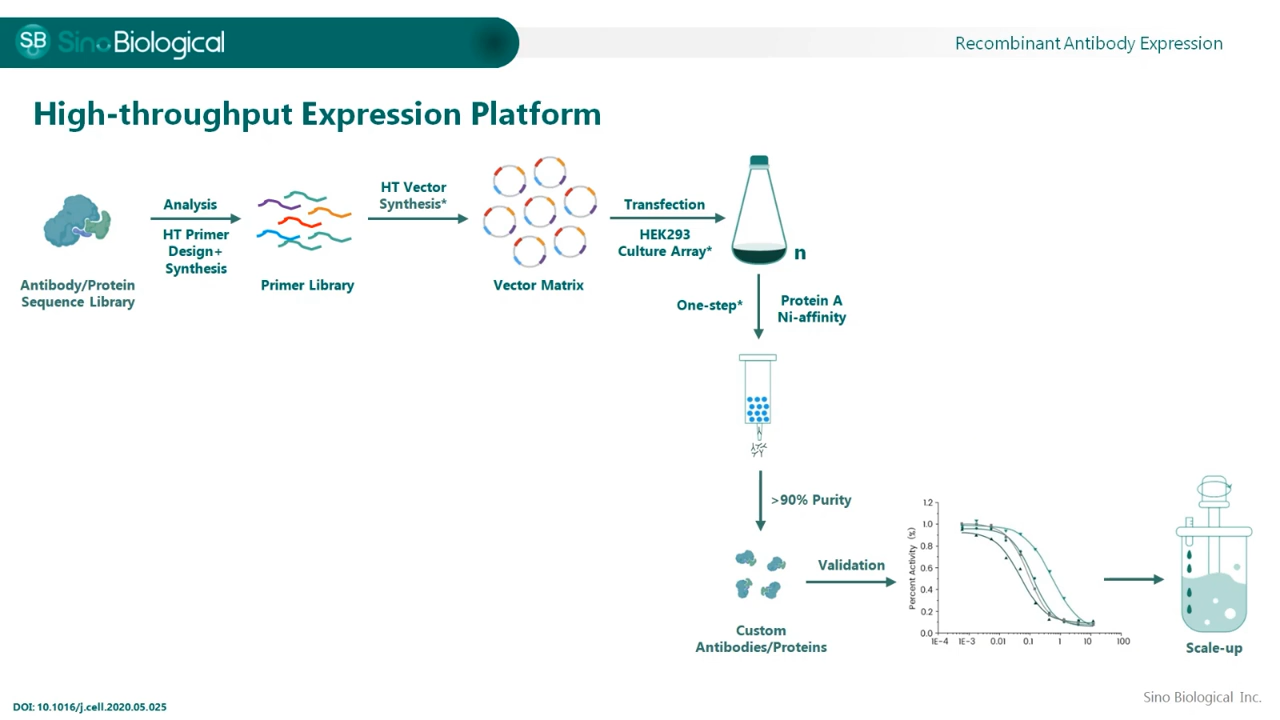 SB SinoBiological
Recombinant Antibody Expression
High-throughput Expression Platform
Analysis
HT Primer
Design+
Synthesis
Antibody/Protein
Sequence Library
Primer Library
HT Vector
Synthesis*
Vector Matrix
Transfection
HEK293
Culture Array*
n
One-step*
Protein A
Ni-affinity
>90% Purity
Custom
Antibodies/Proteins
Validation
Percent Activity (%)
1.2
1.0
0.8
0.6
0.4
0.2
0.0
1E-4 1E-3 0.01 0.1 1 10 100
Scale-up
DOI: 10.1016/j.cell.2020.05.025
Sino Biological Inc.